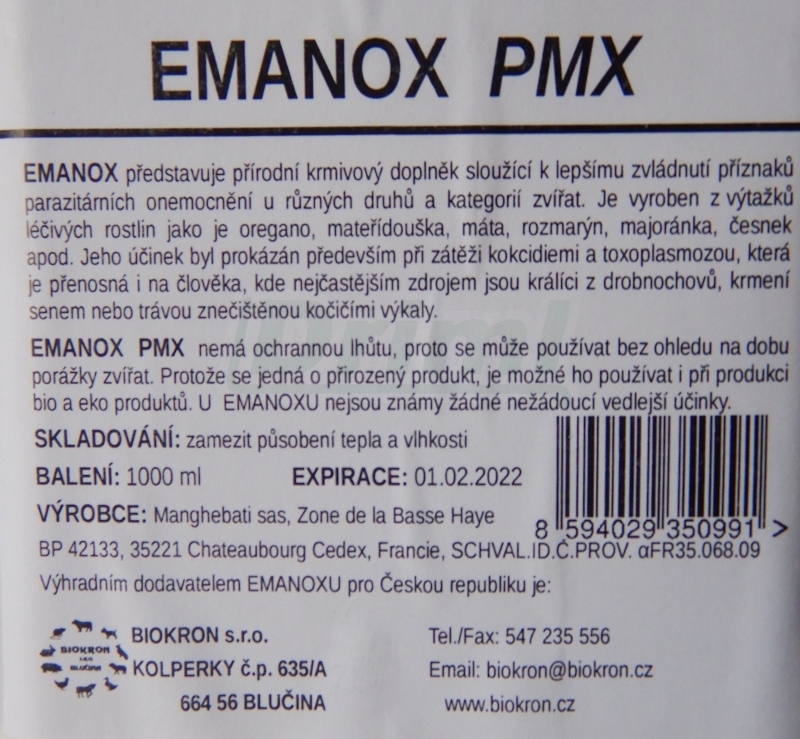 EMANOX PMX
EMANOX představuje přírodní krmivový doplněk sloužící k lepšímu zvládnutí příznaků
parazitárních onemocnění u různých druhů a kategorií zvířat. Je vyroben z výtažků
léčivých rostlin jako je oregano, mateřídouška, máta, rozmarýn, majoránka, česnek
apod. Jeho účinek byl prokázán především při zátěži kokcidiemi a toxoplasmozou, která
je přenosná i na člověka, kde nejčastějším zdrojem jsou králíci z drobnochovů, krmení
senem nebo trávou znečištěnou kočičími výkaly.
EMANOX PMX nemá ochrannou lhůtu, proto se může používat bez ohledu na dobu
porážky zvířat. Protože se jedná o přirozený produkt, je možné ho používat i při produkci
bio a eko produktů. U EMANOXU nejsou známy žádné nežádoucí vedlejší účinky.
SKLADOVÁNÍ: zamezit působení tepla a vlhkosti
BALENÍ: 1000 ml EXPIRACE: 01.02.2022
VÝROBCE: Manghebati sas, Zone de la Basse Haye
8 594029 350991 >
BP 42133, 35221 Chateaubourg Cedex, Francie, SCHVAL.ID.Č.PROV. αFR35.068.09
Výhradním dodavatelem EMANOXU pro Českou republiku je:
BIOKRON s.r.o. Tel./Fax: 547 235 556
BIOKRON
s.r.o.
BLUČINA
KOLPERKY č.p. 635/A Email: biokron@biokron.cz
664 56 BLUČINA www.biokron.cz